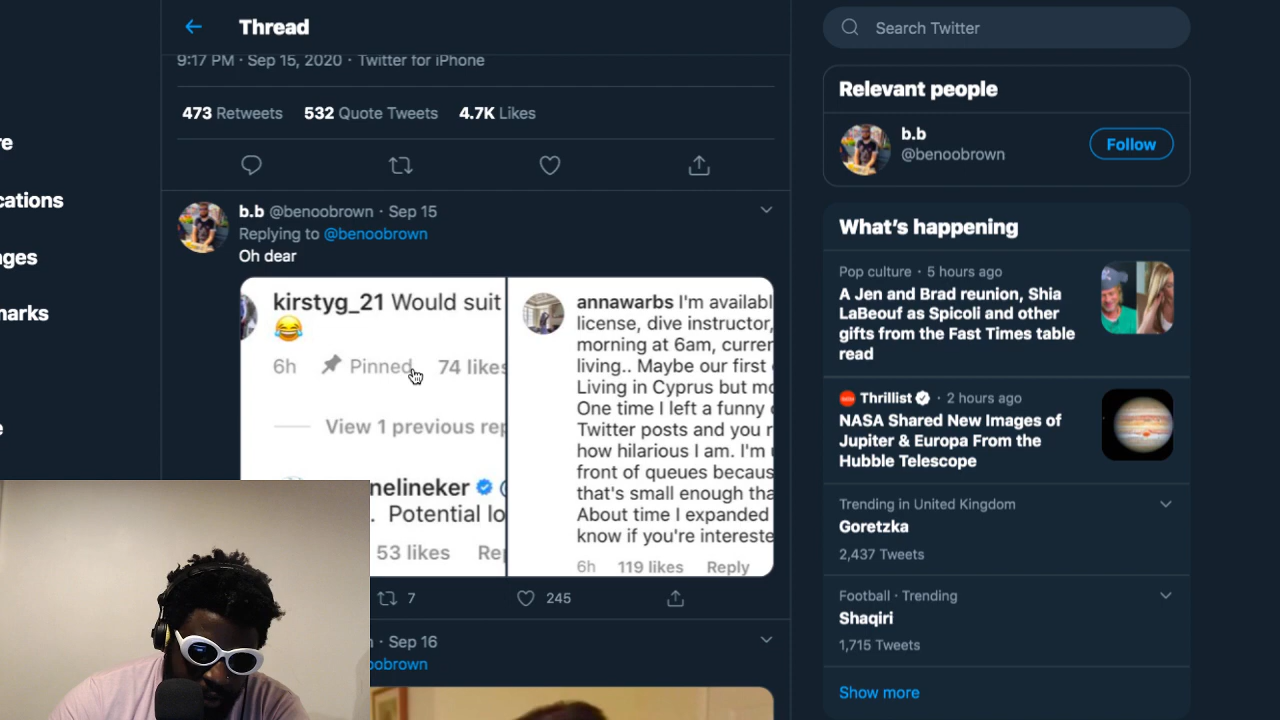 Thread
9:17 PM · Sep 15, 2020 · Twitter for iPhone
473 Retweets 532 Quote Tweets 4.7K Likes
b.b @benoobrown · Sep 15
Replying to @benoobrown
Oh dear
kirstyg_21 Would suit
😂
6h Pinned 74 likes
View 1 previous rep
nelineker
. Potential lo
53 likes Rep
annawarbs I'm availabl
license, dive instructor,
morning at 6am, curren
living.. Maybe our first
Living in Cyprus but mo
One time I left a funny
Twitter posts and you r
how hilarious I am. I'm
front of queues becaus
that's small enough tha
About time I expanded
know if you're intereste
6h 119 likes Reply
7 245
· Sep 16
obrown
re
cations
ges
marks
e
Search Twitter
Relevant people
b.b
@benoobrown
Follow
What's happening
Pop culture · 5 hours ago
A Jen and Brad reunion, Shia
LaBeouf as Spicoli and other
gifts from the Fast Times table
read
Thrillist · 2 hours ago
NASA Shared New Images of
Jupiter & Europa From the
Hubble Telescope
Trending in United Kingdom
Goretzka
2,437 Tweets
Football · Trending
Shaqiri
1,715 Tweets
Show more